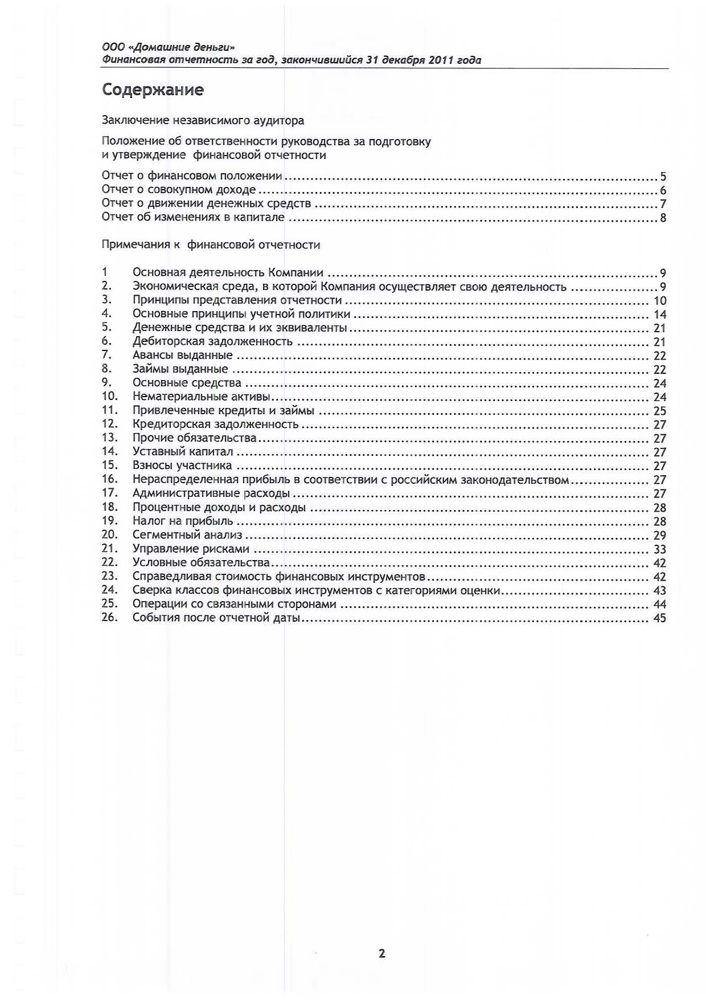 ООО «Домашние деньги»
Финансовая отчетность за год, закончившийся 31 декабря 2011 года
Содержание
Заключение независимого аудитора
Положение об ответственности руководства за подготовку
и утверждение финансовой отчетности
Отчет о финансовом положении 5
Отчет о совокупном доходе 6
Отчет о движении денежных средств 7
Отчет об изменениях в капитале 8
Примечания к финансовой отчетности
1 Основная деятельность Компании 9
2. Экономическая среда, в которой Компания осуществляет свою деятельность 9
3. Принципы представления отчетности 10
4. Основные принципы учетной политики 14
5. Денежные средства и их эквиваленты 21
6. Дебиторская задолженность 21
7. Авансы выданные 22
8. Займы выданные 22
9. Основные средства 24
10. Нематериальные активы 24
11. Привлеченные кредиты и займы 25
12. Кредиторская задолженность 27
13. Прочие обязательства 27
14. Уставный капитал 27
15. Взносы участника 27
16. Нераспределенная прибыль в соответствии с российским законодательством 27
17. Административные расходы 27
18. Процентные доходы и расходы 28
19. Налог на прибыль 28
20. Сегментный анализ 29
21. Управление рисками 33
22. Условные обязательства 42
23. Справедливая стоимость финансовых инструментов 42
24. Сверка классов финансовых инструментов с категориями оценки 43
25. Операции со связанными сторонами 44
26. События после отчетной даты 45
2